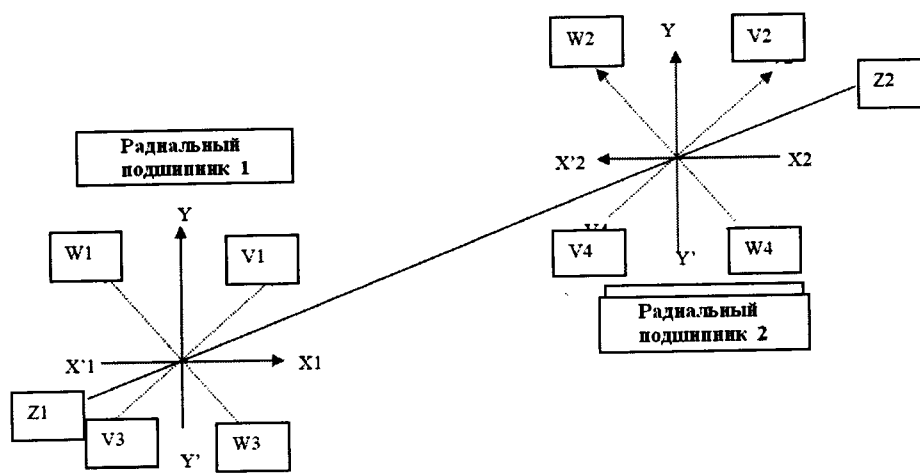 W2
Y
V2
Z2
Радиальный
подшипник 1
X'2
X2
Y
W1
V1
V4
V4
Y'
W4
Радиальный
подшипник 2
X'1
X1
Z1
V3
Y'
W3